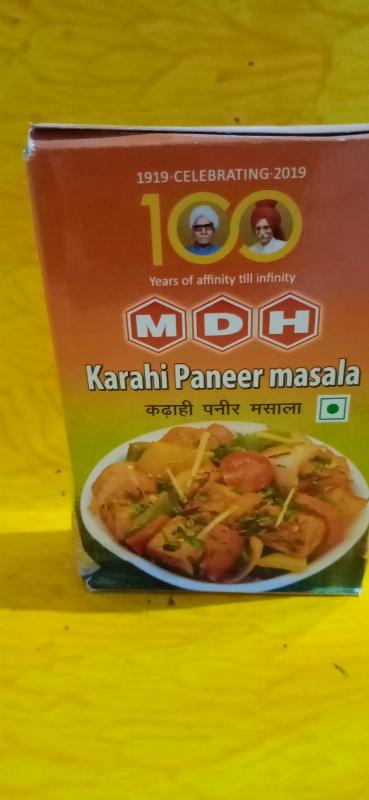 1919·CELEBRATING·2019
100
Years of affinity till infinity
MDH
Karahi Paneer masala
कढ़ाही पनीर मसाला